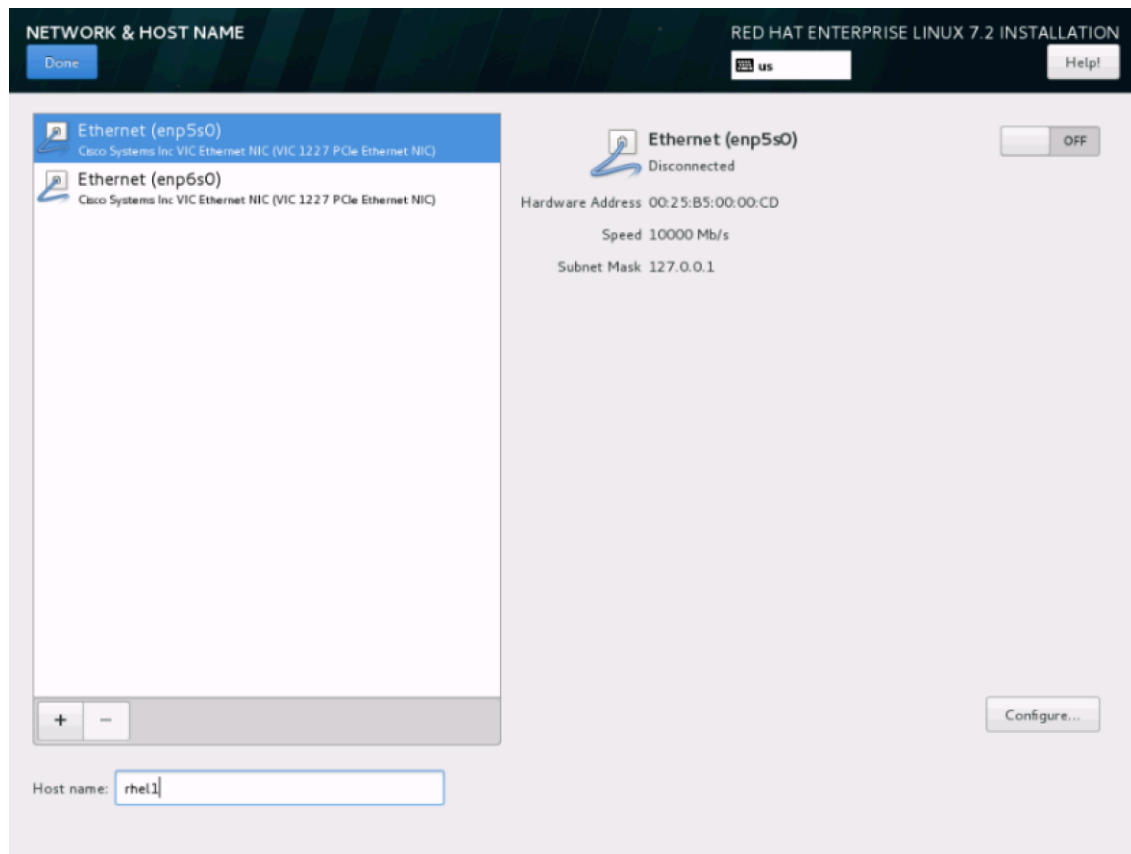 NETWORK & HOST NAME
RED HAT ENTERPRISE LINUX 7.2 INSTALLATION
Done
us
Help!
Ethernet (enp5s0)
Cisco Systems Inc VIC Ethernet NIC (VIC 1227 PCIe Ethernet NIC)
Ethernet (enp6s0)
Cisco Systems Inc VIC Ethernet NIC (VIC 1227 PCIe Ethernet NIC)
Ethernet (enp5s0)
Disconnected
OFF
Hardware Address 00:25:B5:00:00:CD
Speed 10000 Mb/s
Subnet Mask 127.0.0.1
+ −
Configure...
Host name: rhel1